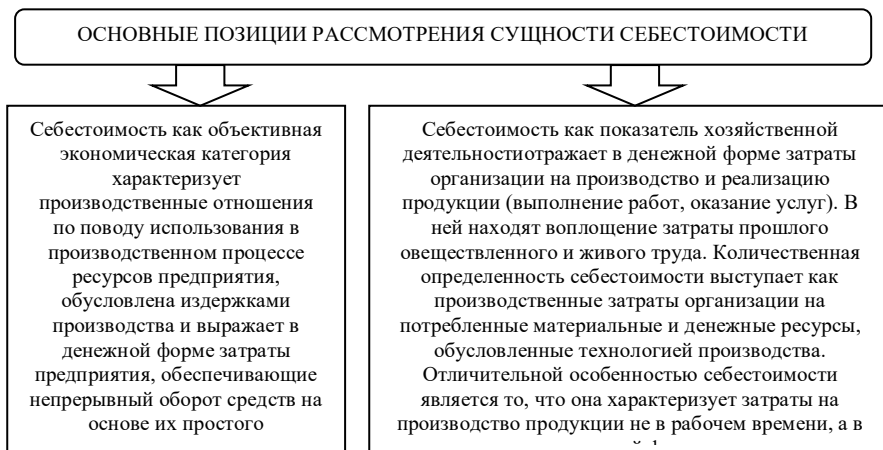 ОСНОВНЫЕ ПОЗИЦИИ РАССМОТРЕНИЯ СУЩНОСТИ СЕБЕСТОИМОСТИ
Себестоимость как объективная
экономическая категория
характеризует
производственные отношения
по поводу использования в
производственном процессе
ресурсов предприятия,
обусловлена издержками
производства и выражает в
денежной форме затраты
предприятия, обеспечивающие
непрерывный оборот средств на
основе их простого
Себестоимость как показатель хозяйственной
деятельностиотражает в денежной форме затраты
организации на производство и реализацию
продукции (выполнение работ, оказание услуг). В
ней находят воплощение затраты прошлого
овеществленного и живого труда. Количественная
определенность себестоимости выступает как
производственные затраты организации на
потребленные материальные и денежные ресурсы,
обусловленные технологией производства.
Отличительной особенностью себестоимости
является то, что она характеризует затраты на
производство продукции не в рабочем времени, а в